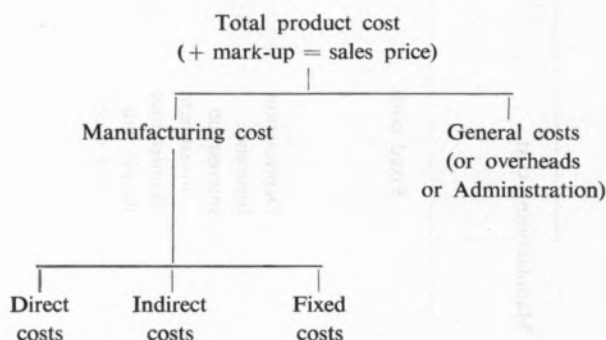 Total product cost
(+ mark-up = sales price)
Manufacturing cost
General costs
(or overheads
or Administration)
Direct
costs
Indirect
costs
Fixed
costs